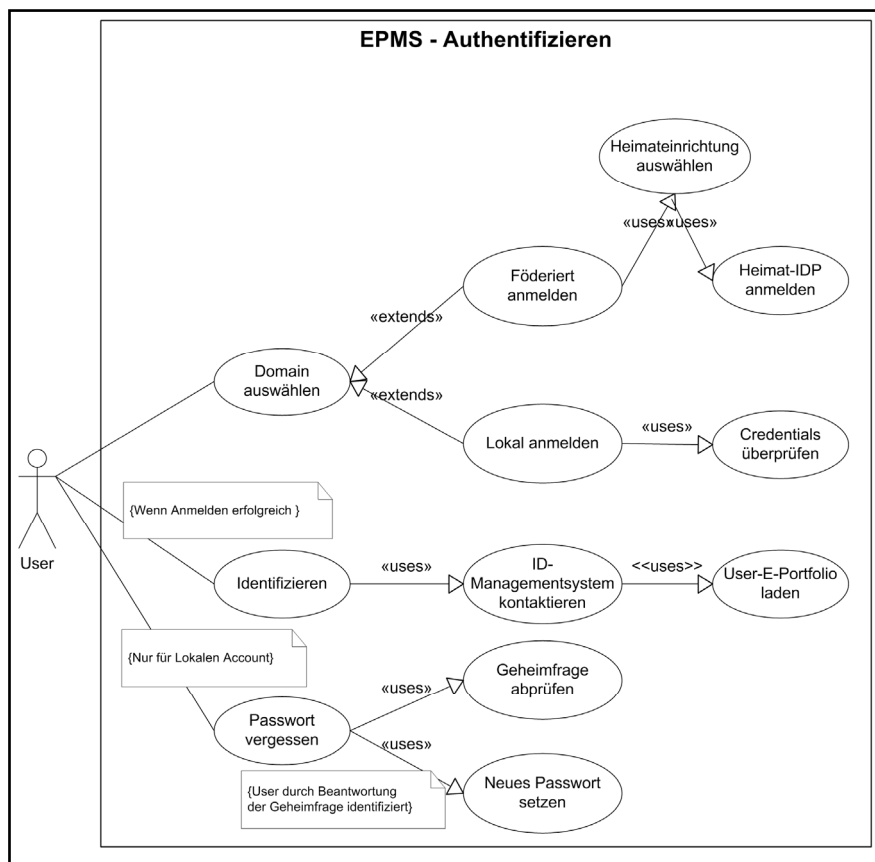 EPMS - Authentifizieren
Heimateinrichtung
auswählen
«uses»
«uses»
Föderiert
anmelden
Heimat-IDP
anmelden
«extends»
Domain
auswählen
«extends»
Lokal anmelden
«uses»
Credentials
überprüfen
User
{Wenn Anmelden erfolgreich }
Identifizieren
«uses»
ID-
Managementsystem
kontaktieren
<<uses>>
User-E-Portfolio
laden
{Nur für Lokalen Account}
Geheimfrage
abprüfen
«uses»
Passwort
vergessen
«uses»
{User durch Beantwortung
der Geheimfrage identifiziert}
Neues Passwort
setzen